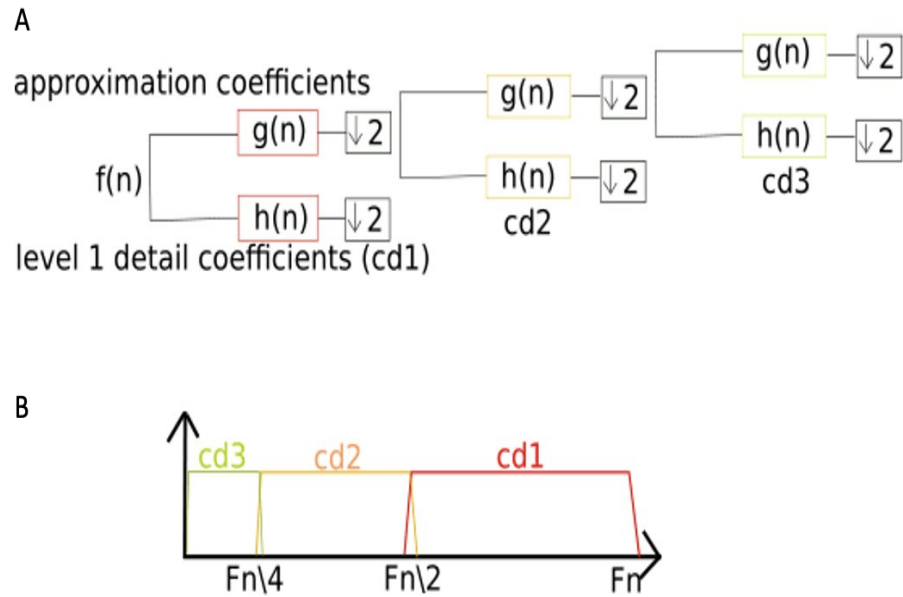 A
approximation coefficients
f(n)
g(n) ↓2
h(n) ↓2
level 1 detail coefficients (cd1)
g(n) ↓2
h(n) ↓2
cd2
g(n) ↓2
h(n) ↓2
cd3
B
cd3 cd2 cd1
Fn\4 Fn\2 Fn